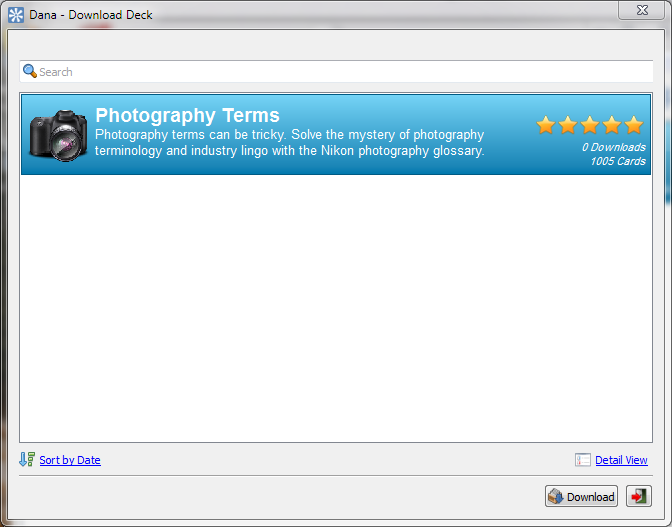 Dana - Download Deck
Search
Photography Terms
Photography terms can be tricky. Solve the mystery of photography
terminology and industry lingo with the Nikon photography glossary.
0 Downloads
1005 Cards
Sort by Date
Detail View
Download